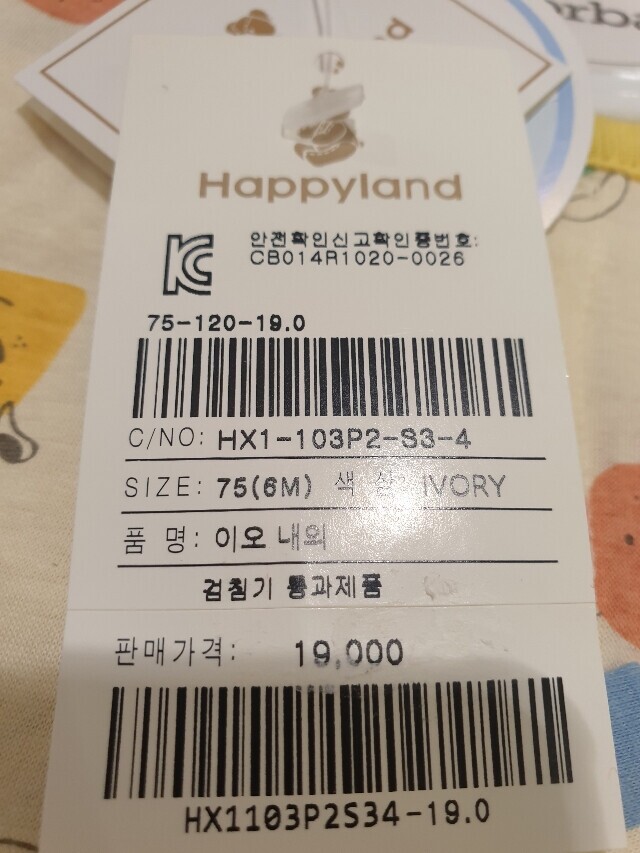 Happyland
안전확인신고확인증번호:
CB014R1020-0026
75-120-19.0
C/NO: HX1-103P2-S3-4
SIZE: 75(6M) 색 상: IVORY
품 명: 이오 내의
검침기 통과제품
판매가격: 19,000
HX1103P2S34-19.0